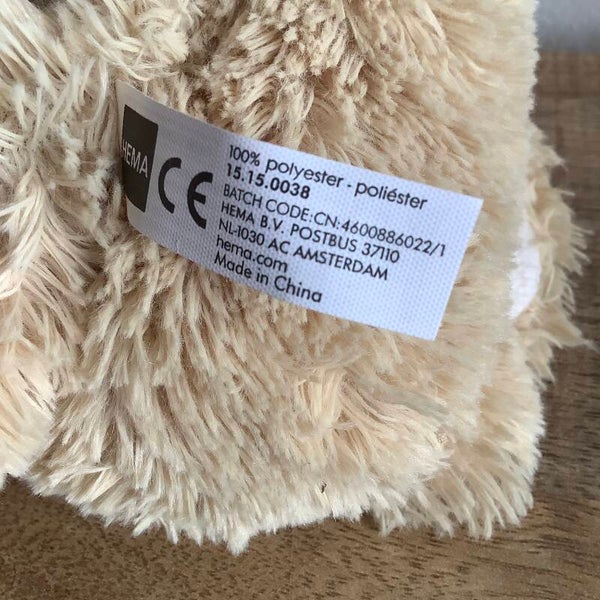 HEMA
CE
100% polyester - poliéster
15.15.0038
BATCH CODE:CN:4600886022/1
HEMA B.V. POSTBUS 37110
NL-1030 AC AMSTERDAM
hema.com
Made in China